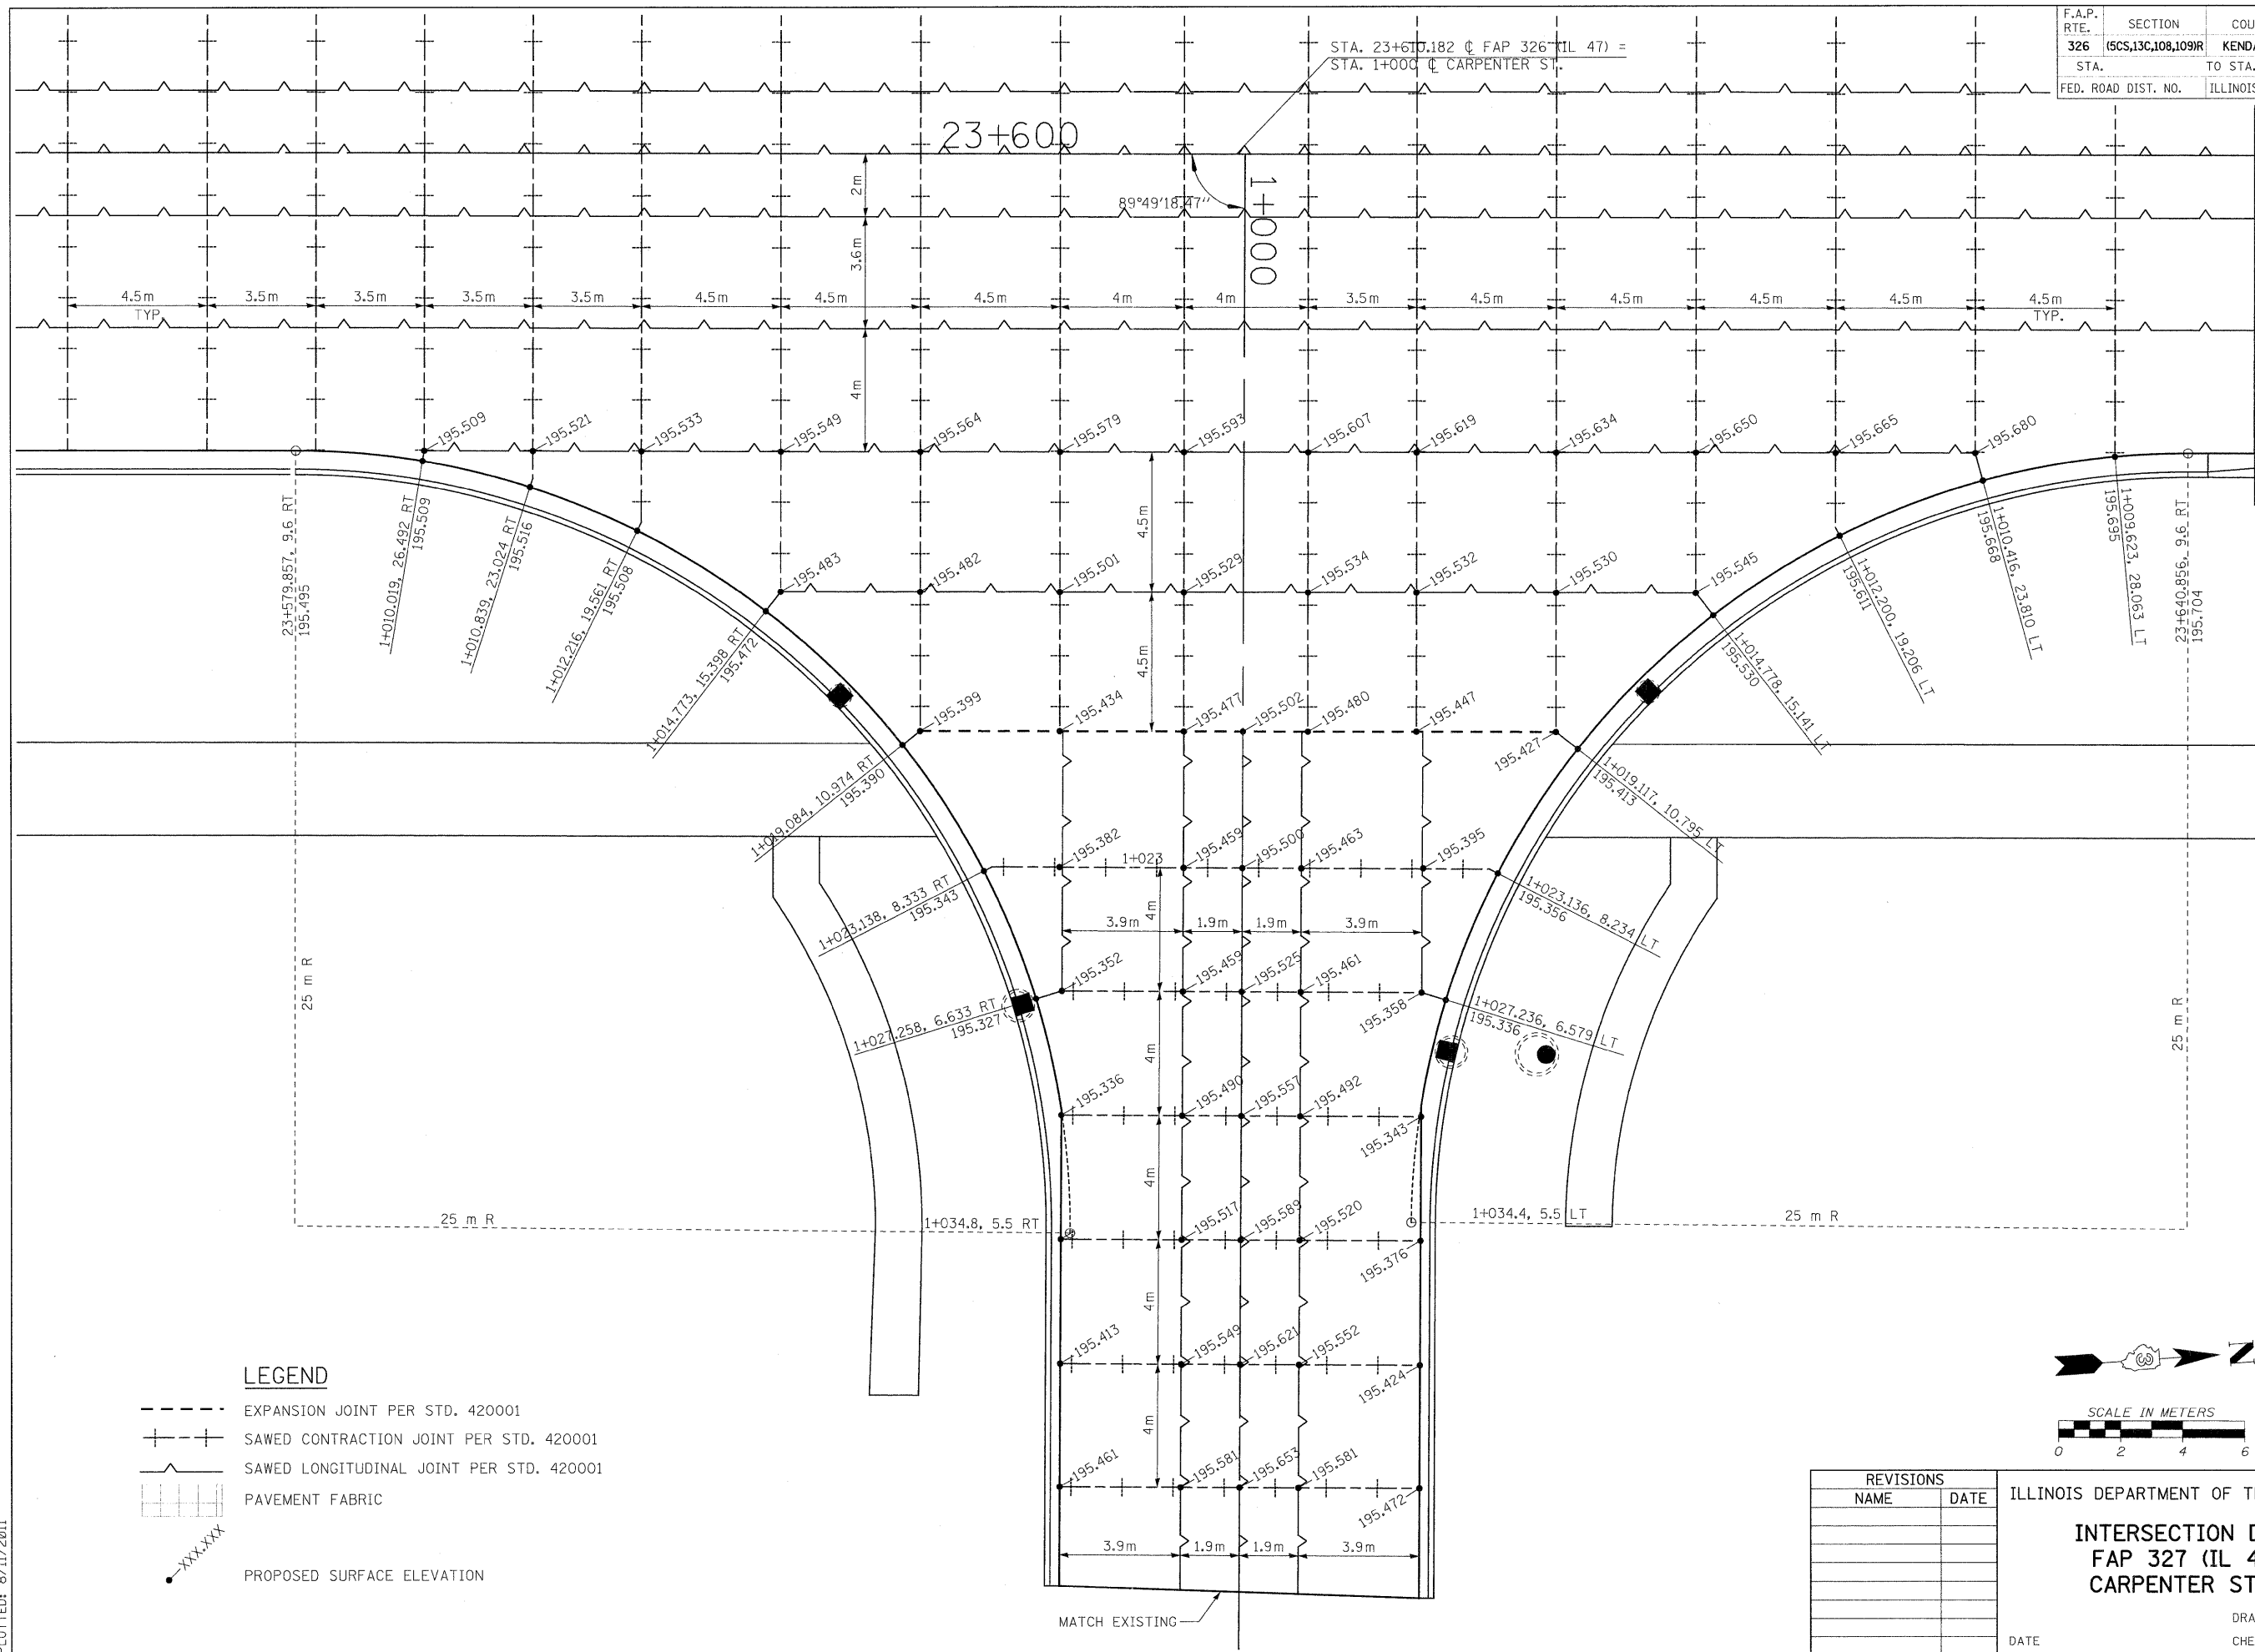 F.A.P. RTE. SECTION COU
326 (5CS,13C,108,109)R KENDA
STA. TO STA.
FED. ROAD DIST. NO. ILLINOIS
STA. 23+610.182 ℄ FAP 326 (IL 47) =
STA. 1+000 ℄ CARPENTER ST.
23+600
1+000
89°49'18.47"
2m
3.6m
4m
4.5m 3.5m 3.5m 3.5m 3.5m 4.5m 4.5m 4.5m 4m 4m 3.5m 4.5m 4.5m 4.5m 4.5m 4.5m
TYP. TYP.
195.509 195.521 195.533 195.549 195.564 195.579 195.593 195.607 195.619 195.634 195.650 195.665 195.680
23+579.857, 9.6 RT
195.495
1+010.019, 26.492 RT
195.509
1+010.839, 23.024 RT
195.516
1+012.216, 19.561 RT
195.508
1+014.773, 15.398 RT
195.472
1+019.084, 10.974 RT
195.390
1+023.138, 8.333 RT
195.343
1+027.258, 6.633 RT
195.327
4.5m
195.483 195.482 195.501 195.529 195.534 195.532 195.530 195.545
4.5m
195.399 195.434 195.477 195.502 195.480 195.447 195.427
23+640.856, 9.6 RT
195.704
1+009.623, 28.063 LT
195.695
1+010.416, 23.810 LT
195.668
1+012.200, 19.206 LT
195.611
1+014.778, 15.141 LT
195.530
1+019.117, 10.795 LT
195.413
1+023.136, 8.234 LT
195.356
1+027.236, 6.579 LT
195.336
195.382 1+023 195.459 195.500 195.463 195.395
4m
3.9m 1.9m 1.9m 3.9m
195.352 195.459 195.525 195.461 195.358
4m
195.336 195.490 195.557 195.492 195.343
4m
25 m R
25 m R
25 m R 1+034.8, 5.5 RT 1+034.4, 5.5 LT 25 m R
195.517 195.589 195.520 195.376
4m
195.413 195.549 195.621 195.552 195.424
4m
195.461 195.581 195.653 195.581 195.472
3.9m 1.9m 1.9m 3.9m
MATCH EXISTING
LEGEND
EXPANSION JOINT PER STD. 420001
SAWED CONTRACTION JOINT PER STD. 420001
SAWED LONGITUDINAL JOINT PER STD. 420001
PAVEMENT FABRIC
XXX.XXX
PROPOSED SURFACE ELEVATION
PLOTTED: 8/11/2011
SCALE IN METERS
0 2 4 6
REVISIONS
NAME DATE
ILLINOIS DEPARTMENT OF T
INTERSECTION D
FAP 327 (IL 4
CARPENTER ST
DRA
DATE CHE